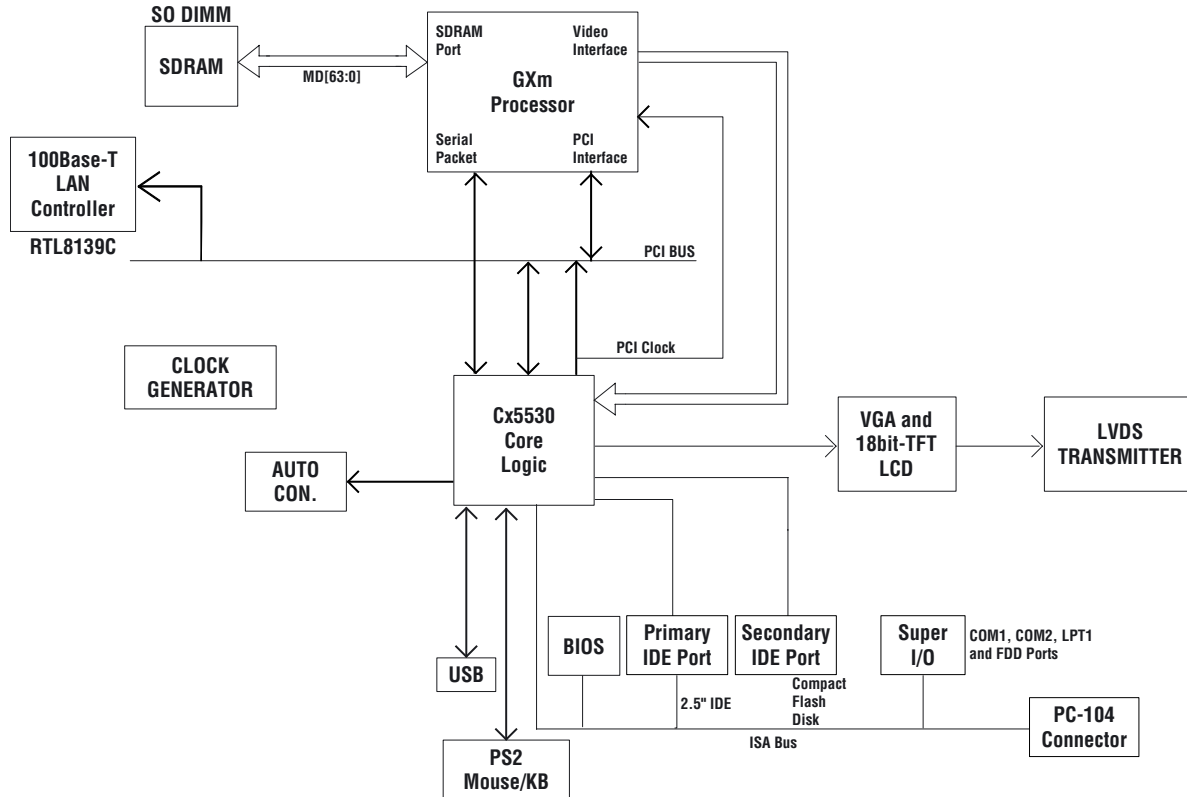 SO DIMM
SDRAM
MD[63:0]
SDRAM
Port
Video
Interface
GXm
Processor
Serial
Packet
PCI
Interface
100Base-T
LAN
Controller
RTL8139C
PCI BUS
PCI Clock
CLOCK
GENERATOR
Cx5530
Core
Logic
AUTO
CON.
VGA and
18bit-TFT
LCD
LVDS
TRANSMITTER
USB
PS2
Mouse/KB
BIOS
Primary
IDE Port
2.5" IDE
Secondary
IDE Port
Compact
Flash
Disk
Super
I/O
COM1, COM2, LPT1
and FDD Ports
ISA Bus
PC-104
Connector